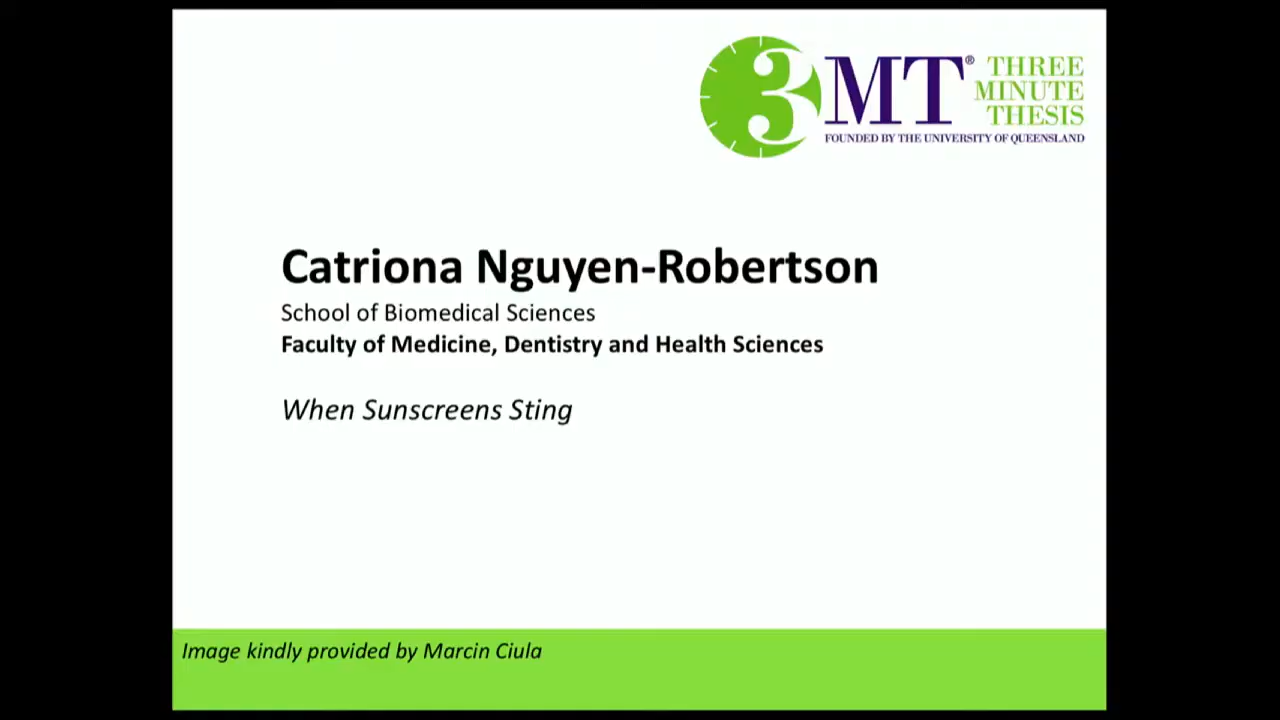 3MT® THREE
MINUTE
THESIS
FOUNDED BY THE UNIVERSITY OF QUEENSLAND
Catriona Nguyen-Robertson
School of Biomedical Sciences
Faculty of Medicine, Dentistry and Health Sciences
When Sunscreens Sting
Image kindly provided by Marcin Ciula